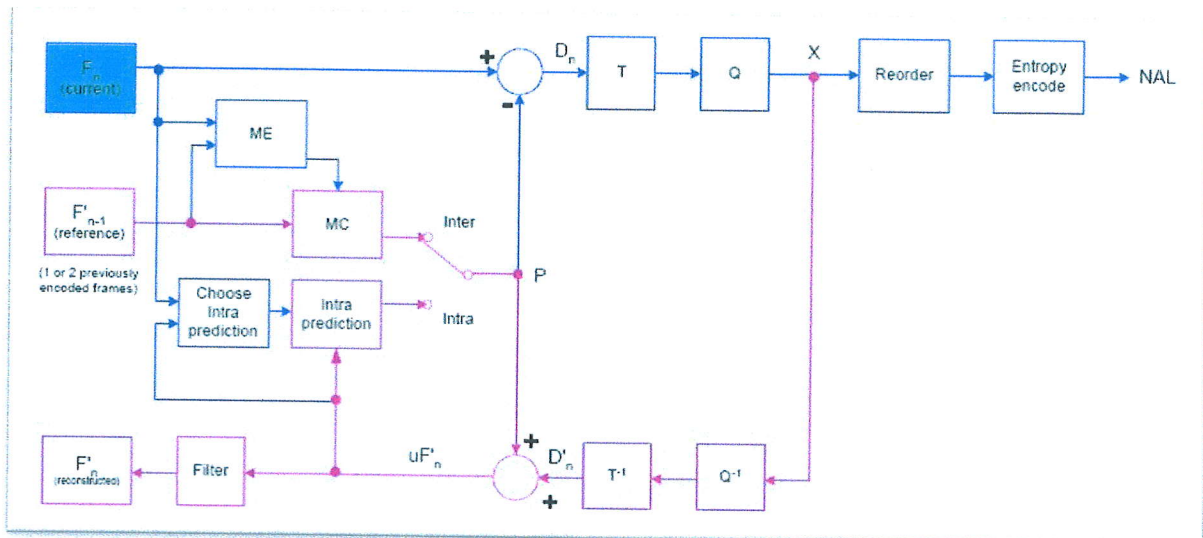 Fn
(current)
+
Dn
T
Q
X
Reorder
Entropy
encode
NAL
-
ME
F'n-1
(reference)
(1 or 2 previously
encoded frames)
MC
Inter
P
Choose
Intra
prediction
Intra
prediction
Intra
F'n
(reconstructed)
Filter
uF'n
+
+
D'n
T-1
Q-1